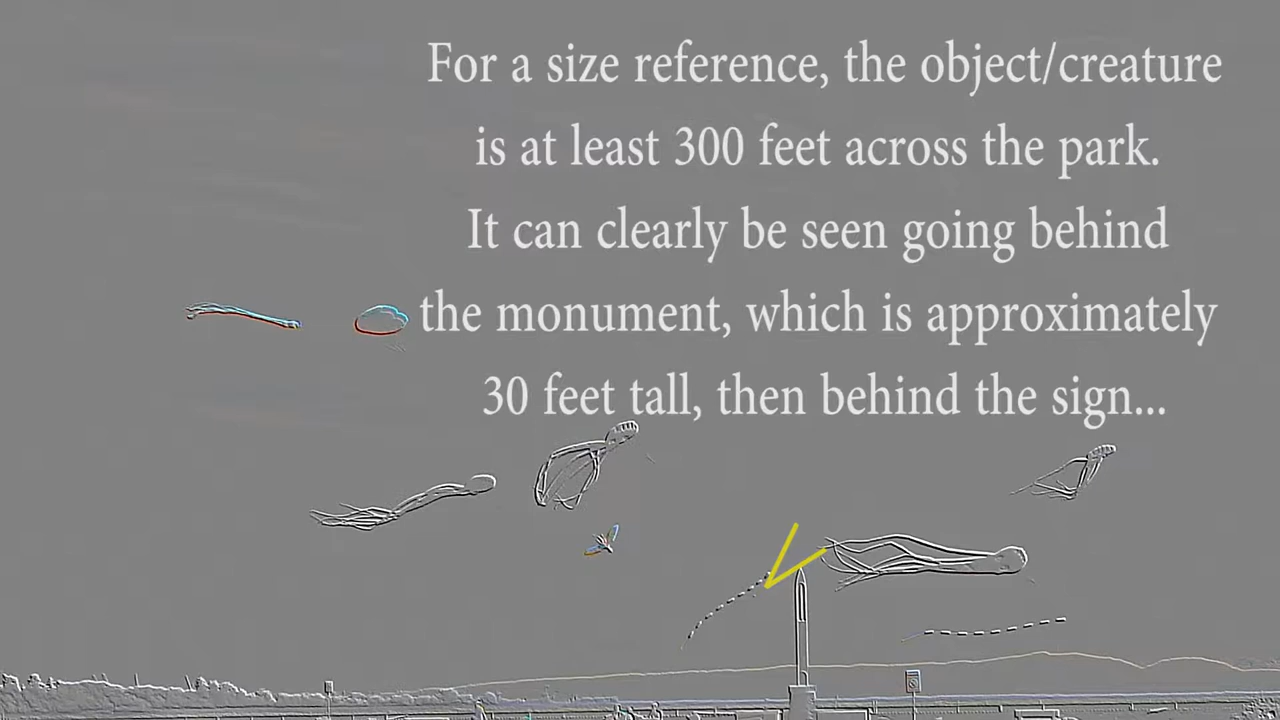 For a size reference, the object/creature
is at least 300 feet across the park.
It can clearly be seen going behind
the monument, which is approximately
30 feet tall, then behind the sign...